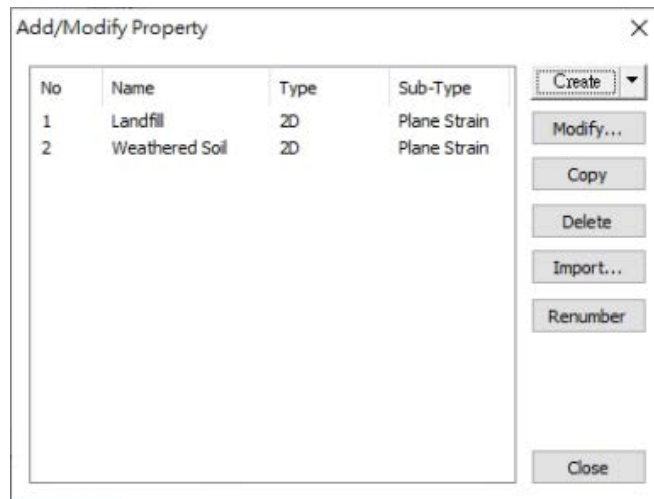 Add/Modify Property
No Name Type Sub-Type
1 Landfill 2D Plane Strain
2 Weathered Soil 2D Plane Strain
Create
Modify...
Copy
Delete
Import...
Renumber
Close